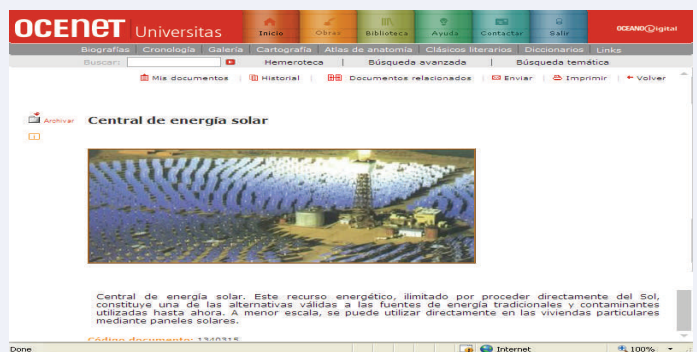 OCENET Universitas
Inicio Obras Biblioteca Ayuda Contactar Salir OCEANO Digital
Biografías Cronología Galería Cartografía Atlas de anatomía Clásicos literarios Diccionarios Links
Buscar: Hemeroteca | Búsqueda avanzada | Búsqueda temática
Mis documentos | Historial | Documentos relacionados | Enviar | Imprimir | Volver
Archivar
Central de energía solar
Central de energía solar. Este recurso energético, ilimitado por proceder directamente del Sol,
constituye una de las alternativas válidas a las fuentes de energía tradicionales y contaminantes
utilizadas hasta ahora. A menor escala, se puede utilizar directamente en las viviendas particulares
mediante paneles solares.
Código documento: 1340315
Done Internet 100%